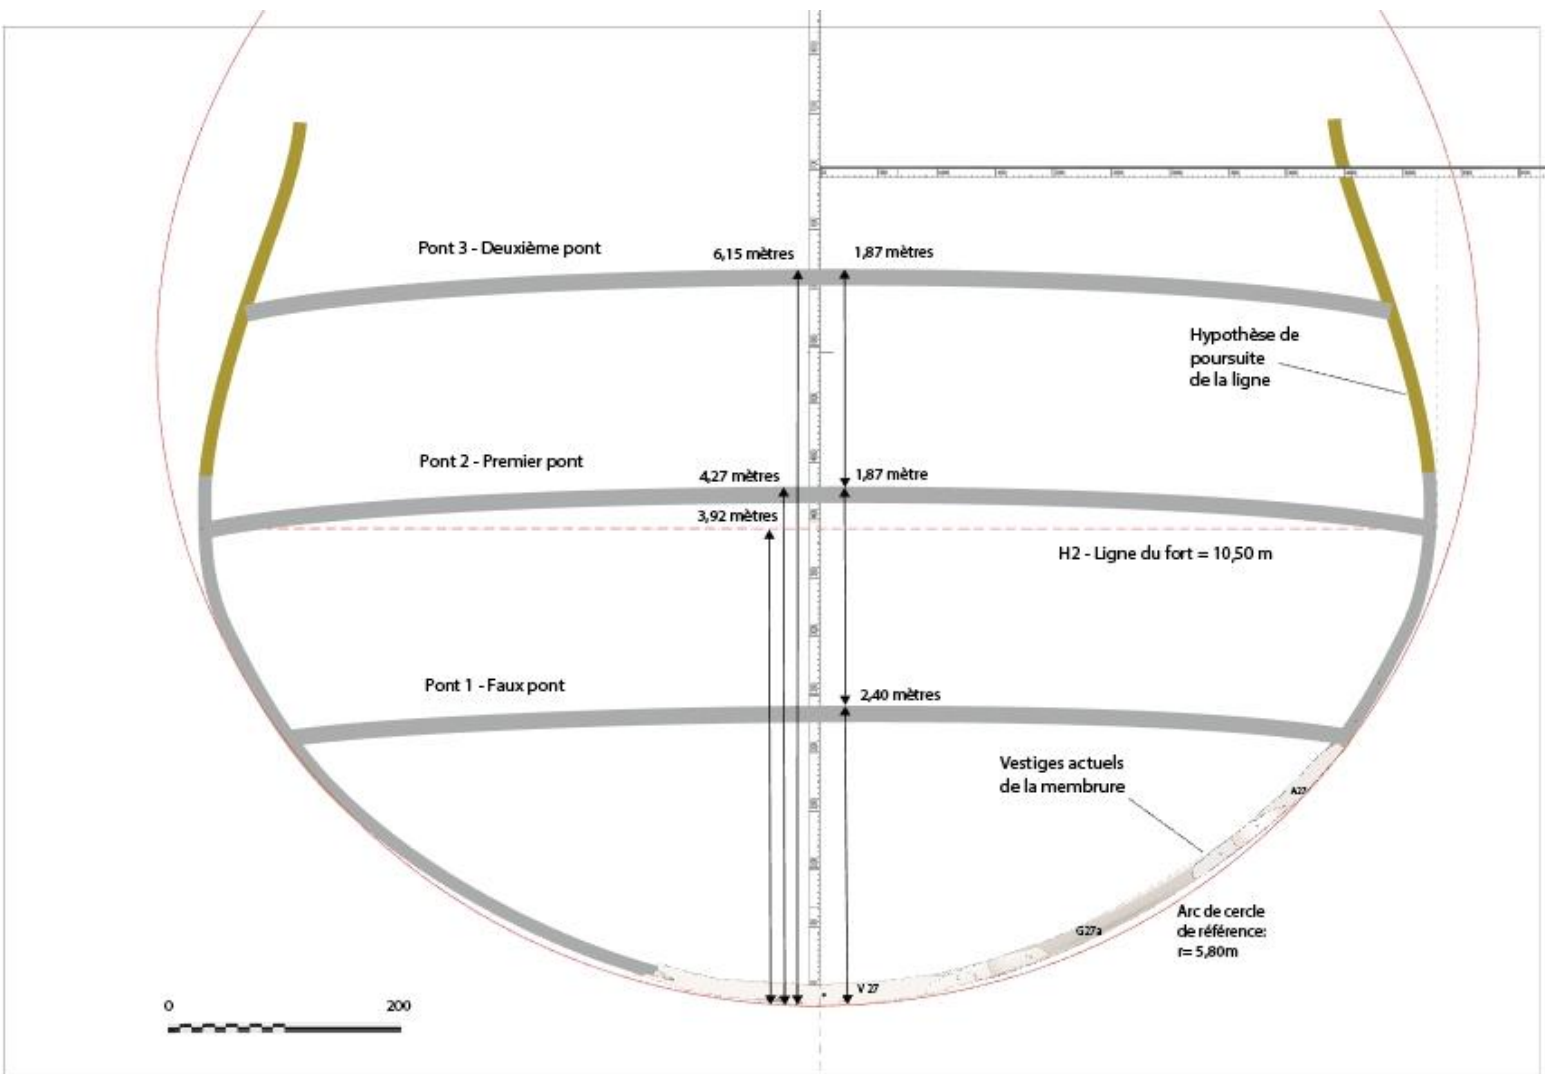 Pont 3 - Deuxième pont
6,15 mètres
1,87 mètres
Hypothèse de
poursuite
de la ligne
Pont 2 - Premier pont
4,27 mètres
1,87 mètre
3,92 mètres
H2 - Ligne du fort = 10,50 m
Pont 1 - Faux pont
2,40 mètres
Vestiges actuels
de la membrure
A27
Arc de cercle
de référence:
r= 5,80m
G27a
V 27
0
200